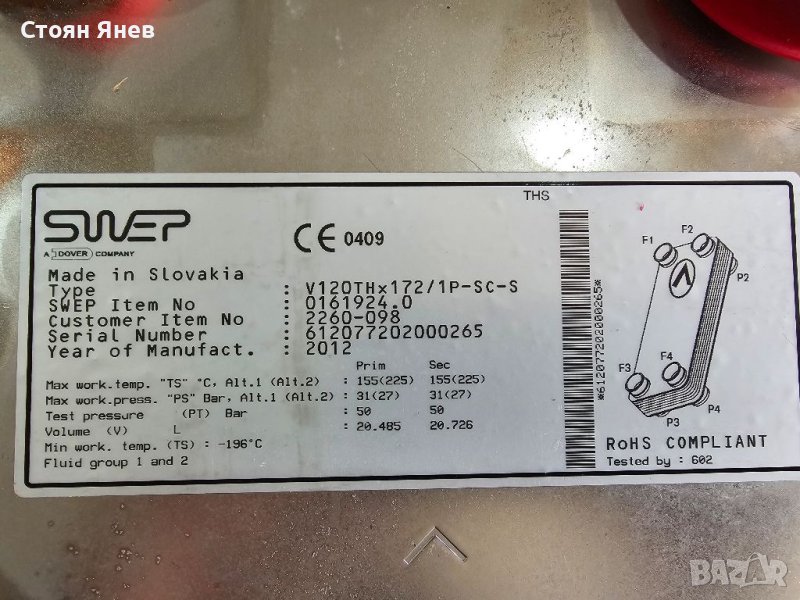 Стоян Янев
THS
SWEP
A DOVER COMPANY
CE 0409
Made in Slovakia
Type : V120THx172/1P-SC-S
SWEP Item No : 0161924.0
Customer Item No : 2260-098
Serial Number : 612077202000265
Year of Manufact. : 2012
Prim Sec
Max work.temp. "TS" °C, Alt.1 (Alt.2) : 155(225) 155(225)
Max work.press. "PS" Bar, Alt.1 (Alt.2) : 31(27) 31(27)
Test pressure (PT) Bar : 50 50
Volume (V) L : 20.485 20.726
Min work. temp. (TS) : -196°C
Fluid group 1 and 2
*612077202000265*
F1 F2
P2
F3 F4
P3 P4
RoHS COMPLIANT
Tested by : 602
BAZAR